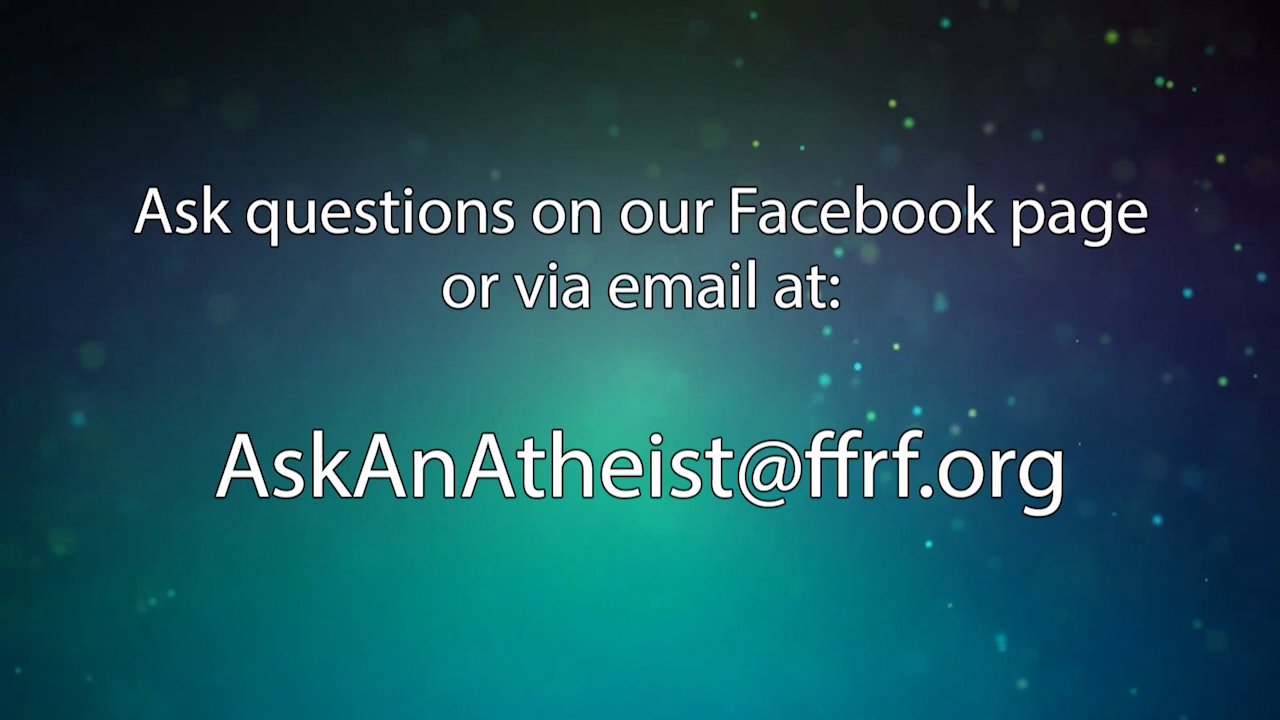 Ask questions on our Facebook page
or via email at:
AskAnAtheist@ffrf.org